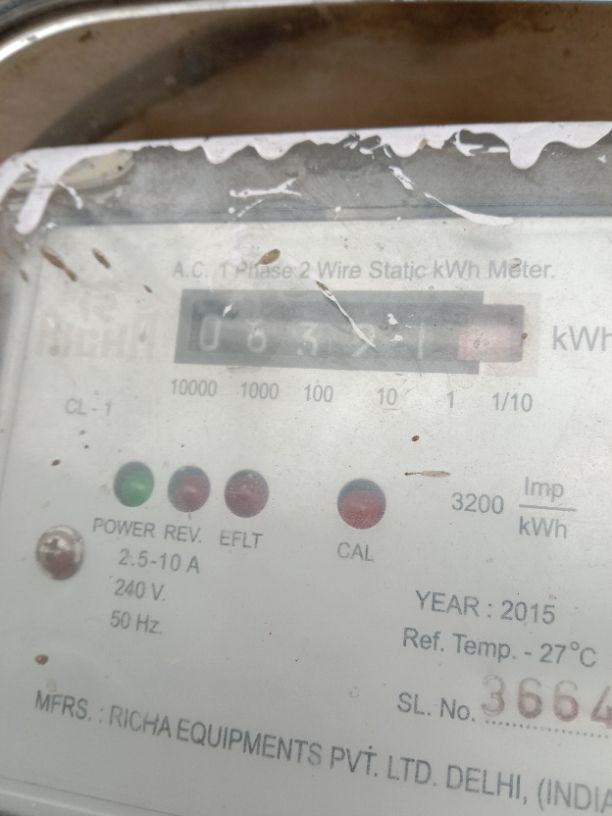 A.C. 1 Phase 2 Wire Static kWh Meter.
kWh
10000 1000 100 10 1 1/10
CL - 1
3200 Imp
kWh
POWER REV. EFLT CAL
2.5-10 A
240 V.
50 Hz.
YEAR : 2015
Ref. Temp. - 27°C
SL. No. 3664
MFRS. : RICHA EQUIPMENTS PVT. LTD. DELHI, (INDIA